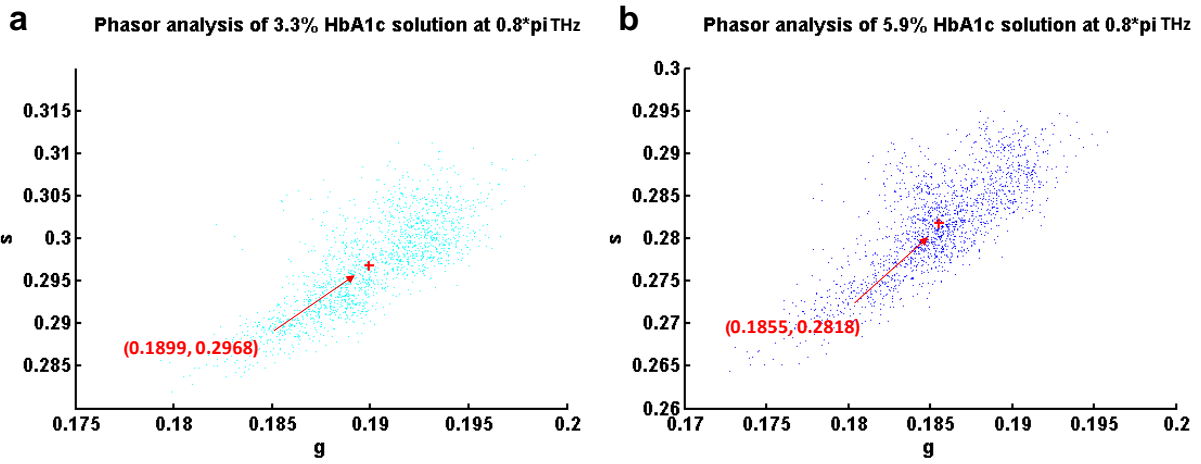 a
Phasor analysis of 3.3% HbA1c solution at 0.8*pi THz
0.315
0.31
0.305
0.3
0.295
0.29
0.285
s
(0.1899, 0.2968)
0.175 0.18 0.185 0.19 0.195 0.2
g
b
Phasor analysis of 5.9% HbA1c solution at 0.8*pi THz
0.3
0.295
0.29
0.285
0.28
0.275
0.27
0.265
0.26
s
(0.1855, 0.2818)
0.17 0.175 0.18 0.185 0.19 0.195 0.2
g